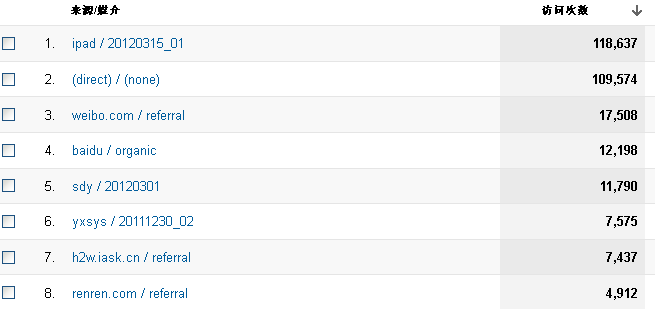 来源/媒介 访问次数
1. ipad / 20120315_01 118,637
2. (direct) / (none) 109,574
3. weibo.com / referral 17,508
4. baidu / organic 12,198
5. sdy / 20120301 11,790
6. yxsys / 20111230_02 7,575
7. h2w.iask.cn / referral 7,437
8. renren.com / referral 4,912